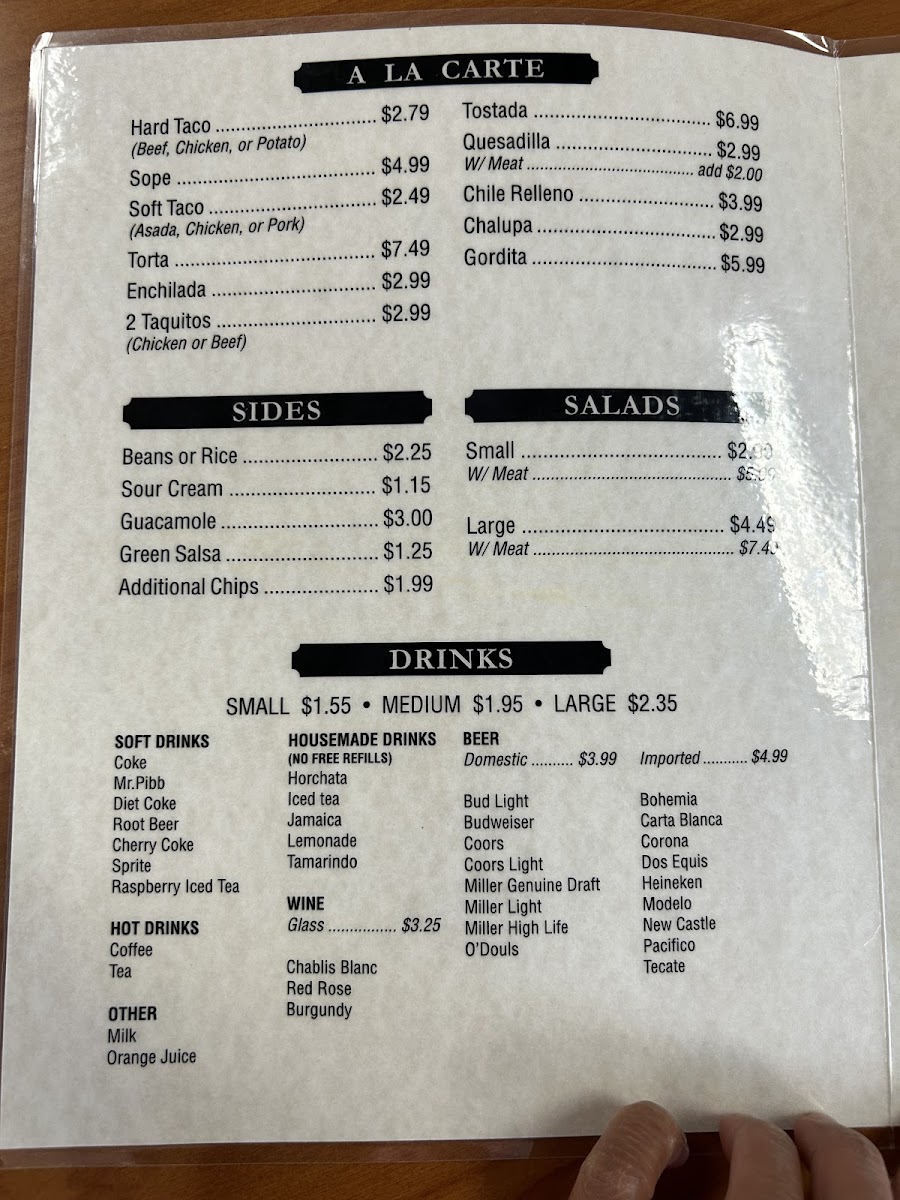 A LA CARTE
Hard Taco ................................ $2.79
(Beef, Chicken, or Potato)
Sope ....................................... $4.99
Soft Taco ................................. $2.49
(Asada, Chicken, or Pork)
Torta ....................................... $7.49
Enchilada ................................ $2.99
2 Taquitos ............................... $2.99
(Chicken or Beef)
Tostada .................................. $6.99
Quesadilla .............................. $2.99
W/ Meat .................................. add $2.00
Chile Relleno .......................... $3.99
Chalupa .................................. $2.99
Gordita ................................... $5.99
SIDES
Beans or Rice ......................... $2.25
Sour Cream ........................... $1.15
Guacamole ............................. $3.00
Green Salsa ............................ $1.25
Additional Chips ..................... $1.99
SALADS
Small .......................................
W/ Meat .......................................
Large ....................................... $4.49
W/ Meat .......................................
DRINKS
SMALL $1.55 • MEDIUM $1.95 • LARGE $2.35
SOFT DRINKS
Coke
Mr.Pibb
Diet Coke
Root Beer
Cherry Coke
Sprite
Raspberry Iced Tea
HOT DRINKS
Coffee
Tea
OTHER
Milk
Orange Juice
HOUSEMADE DRINKS
(NO FREE REFILLS)
Horchata
Iced tea
Jamaica
Lemonade
Tamarindo
WINE
Glass ................ $3.25
Chablis Blanc
Red Rose
Burgundy
BEER
Domestic .......... $3.99
Bud Light
Budweiser
Coors
Coors Light
Miller Genuine Draft
Miller Light
Miller High Life
O'Douls
Imported ........... $4.99
Bohemia
Carta Blanca
Corona
Dos Equis
Heineken
Modelo
New Castle
Pacifico
Tecate